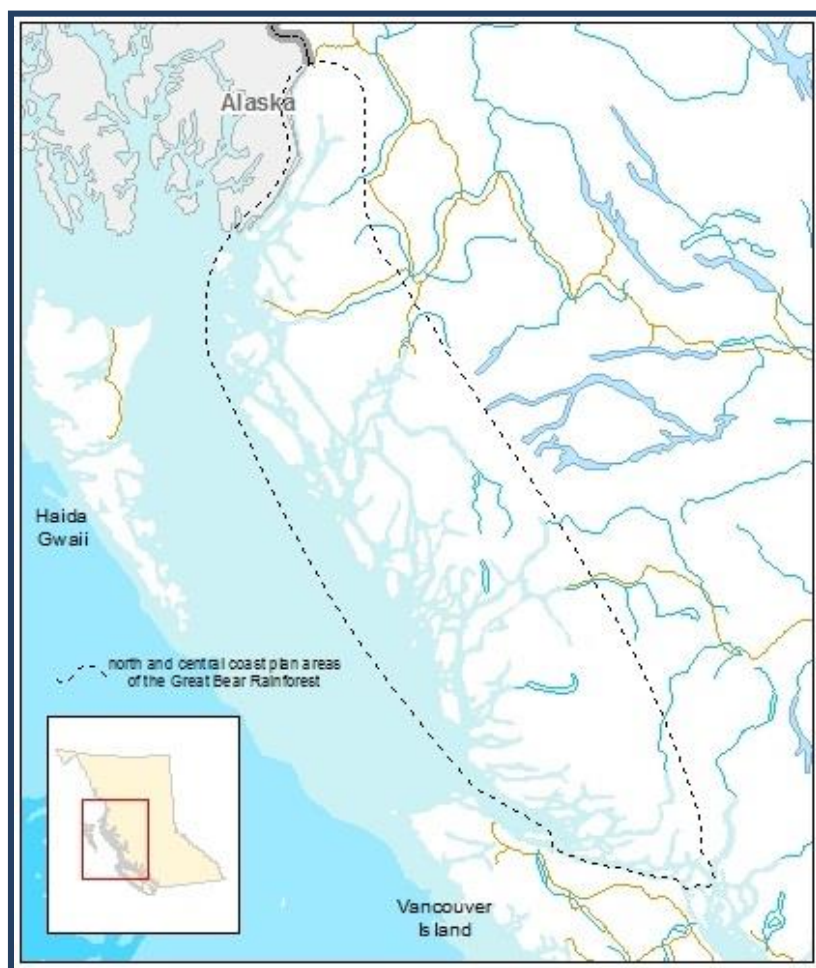 Alaska
Haida
Gwaii
north and central coast plan areas
of the Great Bear Rainforest
Vancouver
Island